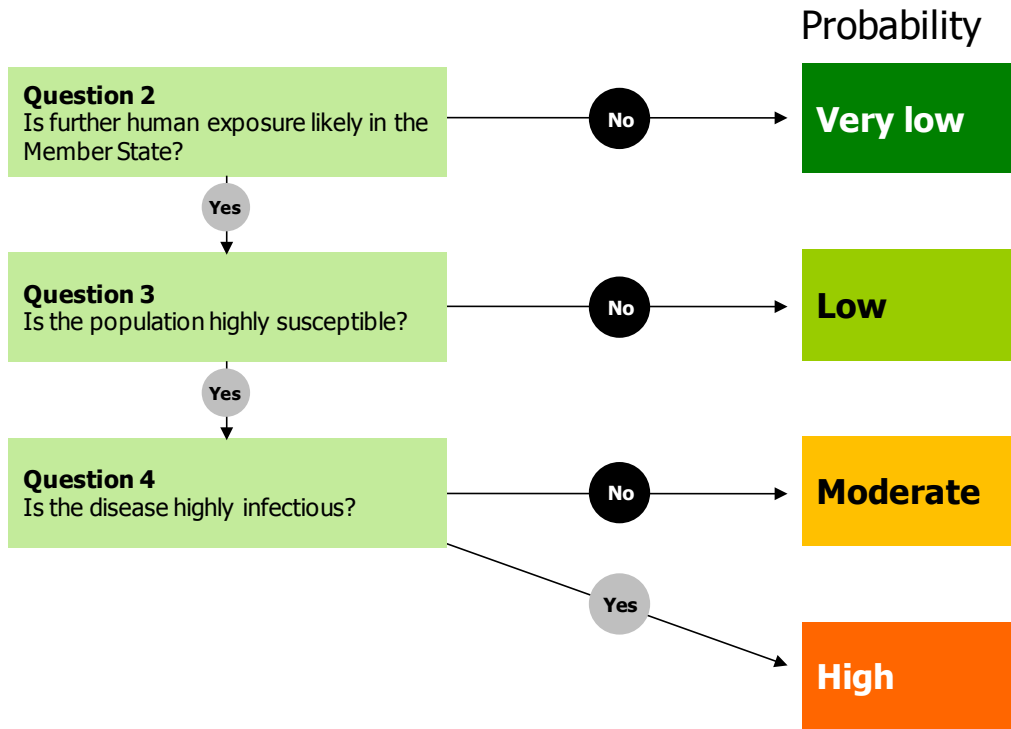 Probability
Question 2
Is further human exposure likely in the
Member State?
No
Very low
Yes
Question 3
Is the population highly susceptible?
No
Low
Yes
Question 4
Is the disease highly infectious?
No
Moderate
Yes
High